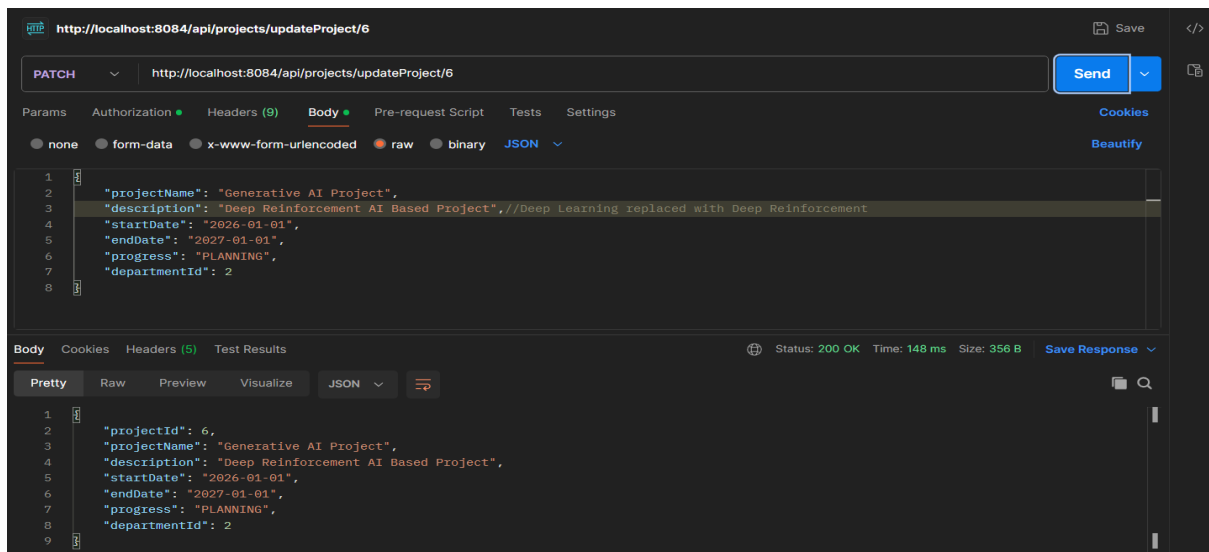 HTTP http://localhost:8084/api/projects/updateProject/6 Save </>
PATCH http://localhost:8084/api/projects/updateProject/6 Send
Params Authorization Headers (9) Body Pre-request Script Tests Settings Cookies
none form-data x-www-form-urlencoded raw binary JSON Beautify
1 {
2 "projectName": "Generative AI Project",
3 "description": "Deep Reinforcement AI Based Project",//Deep Learning replaced with Deep Reinforcement
4 "startDate": "2026-01-01",
5 "endDate": "2027-01-01",
6 "progress": "PLANNING",
7 "departmentId": 2
8 }
Body Cookies Headers (5) Test Results Status: 200 OK Time: 148 ms Size: 356 B Save Response
Pretty Raw Preview Visualize JSON
1 {
2 "projectId": 6,
3 "projectName": "Generative AI Project",
4 "description": "Deep Reinforcement AI Based Project",
5 "startDate": "2026-01-01",
6 "endDate": "2027-01-01",
7 "progress": "PLANNING",
8 "departmentId": 2
9 }